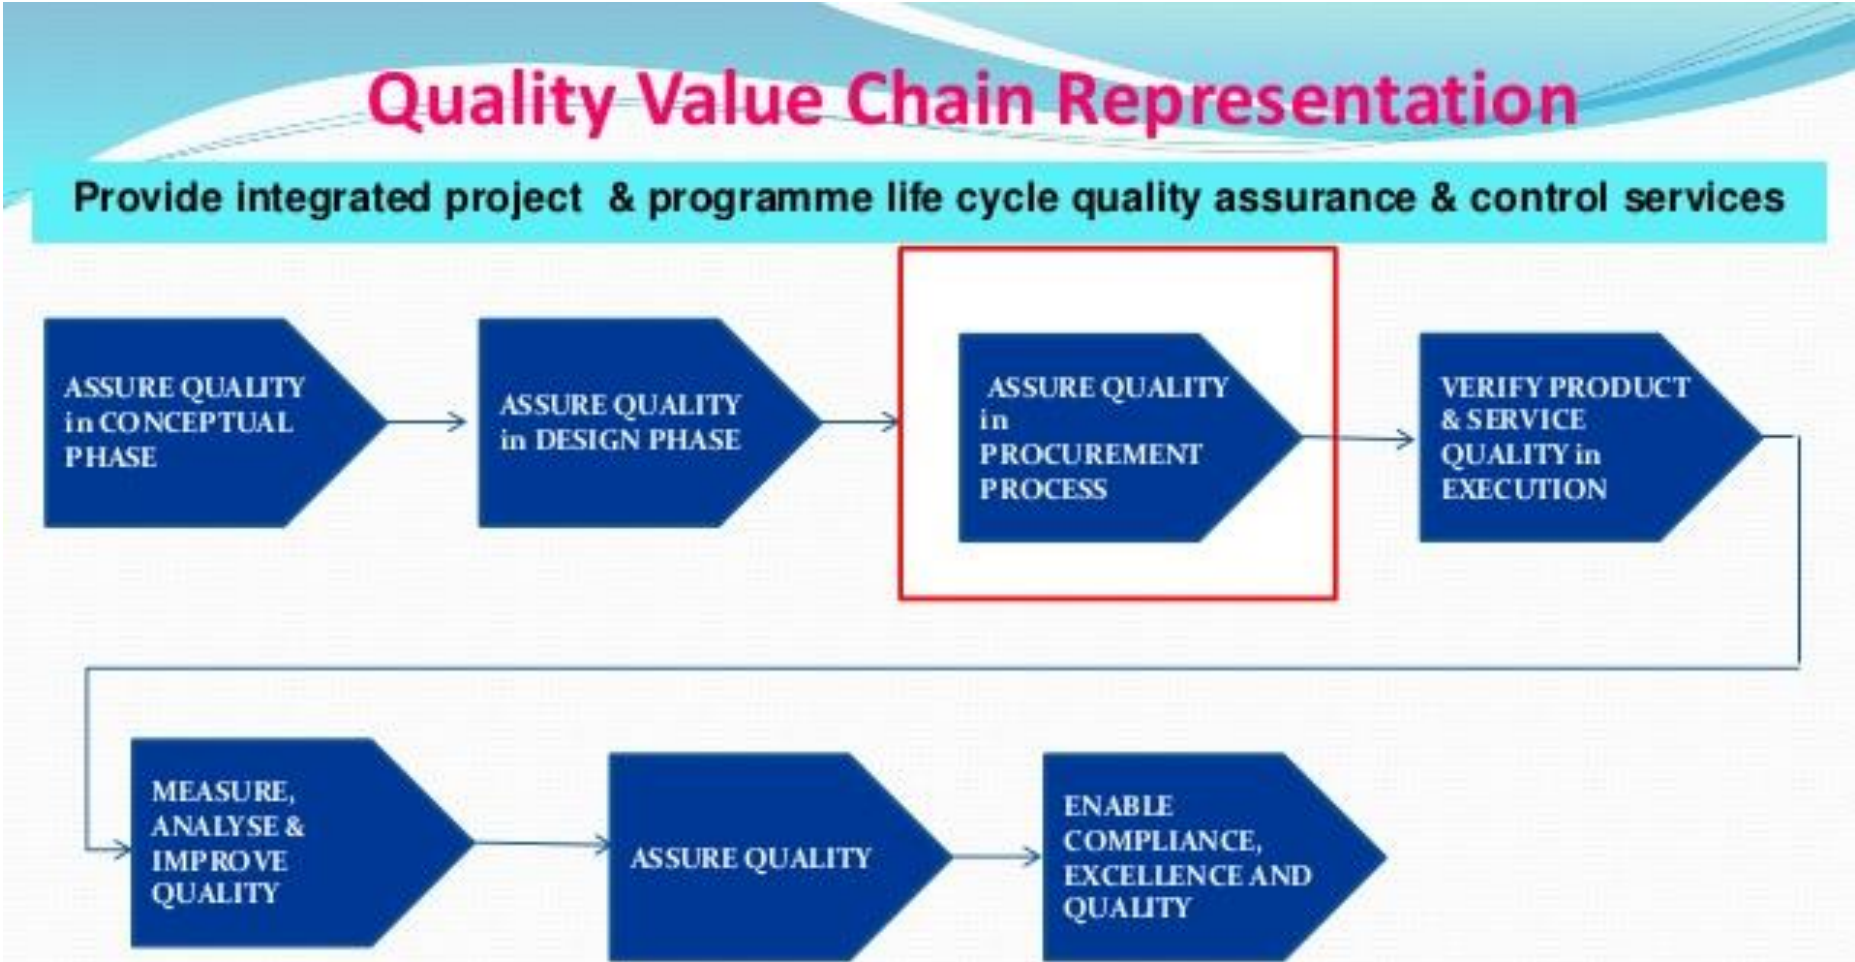 Quality Value Chain Representation
Provide integrated project & programme life cycle quality assurance & control services
ASSURE QUALITY
in CONCEPTUAL
PHASE
ASSURE QUALITY
in DESIGN PHASE
ASSURE QUALITY
in
PROCUREMENT
PROCESS
VERIFY PRODUCT
& SERVICE
QUALITY in
EXECUTION
MEASURE,
ANALYSE &
IMPROVE
QUALITY
ASSURE QUALITY
ENABLE
COMPLIANCE,
EXCELLENCE AND
QUALITY